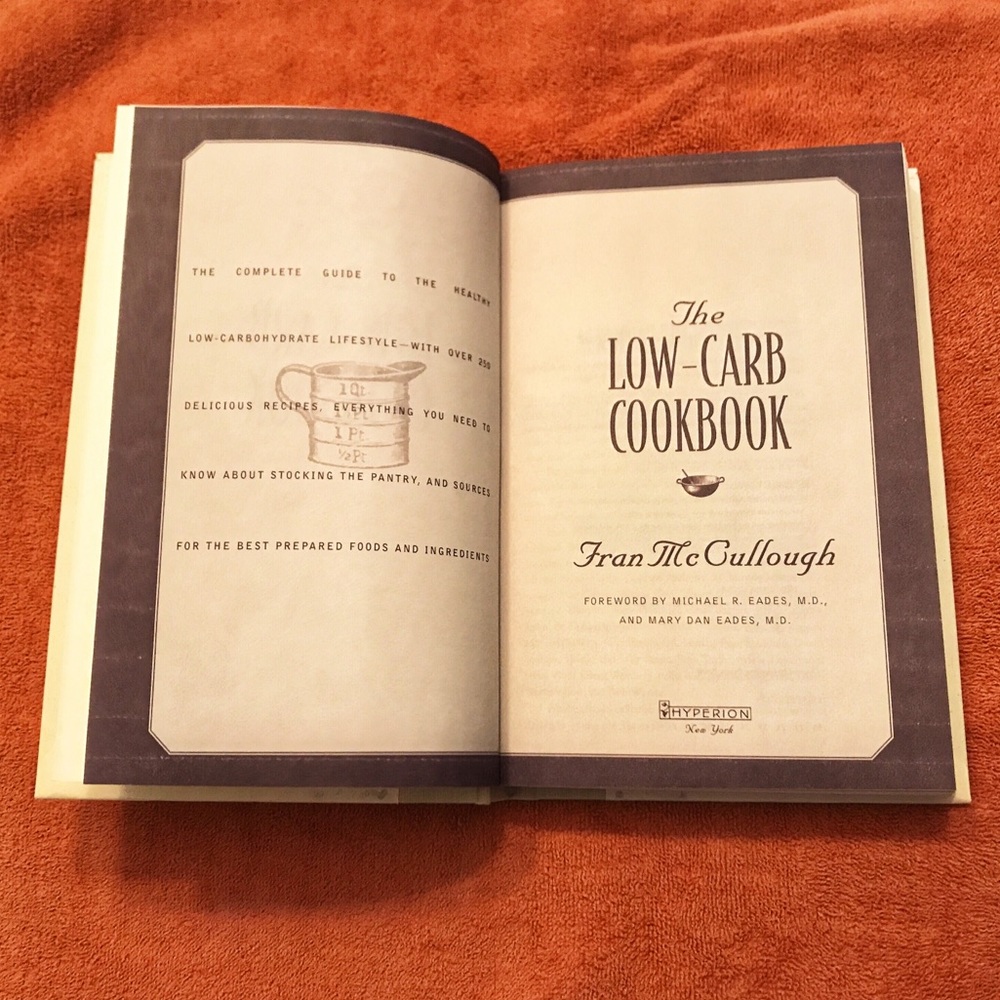 THE COMPLETE GUIDE TO THE HEALTHY
LOW-CARBOHYDRATE LIFESTYLE—WITH OVER 250
DELICIOUS RECIPES, EVERYTHING YOU NEED TO
KNOW ABOUT STOCKING THE PANTRY, AND SOURCES
FOR THE BEST PREPARED FOODS AND INGREDIENTS
1 Qt
1 Pt
½ Pt
The
LOW-CARB
COOKBOOK
Fran McCullough
FOREWORD BY MICHAEL R. EADES, M.D.,
AND MARY DAN EADES, M.D.
HYPERION
New York